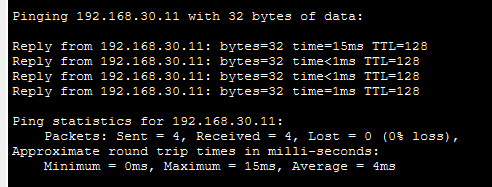 Pinging 192.168.30.11 with 32 bytes of data:
Reply from 192.168.30.11: bytes=32 time=15ms TTL=128
Reply from 192.168.30.11: bytes=32 time<1ms TTL=128
Reply from 192.168.30.11: bytes=32 time<1ms TTL=128
Reply from 192.168.30.11: bytes=32 time=1ms TTL=128
Ping statistics for 192.168.30.11:
Packets: Sent = 4, Received = 4, Lost = 0 (0% loss),
Approximate round trip times in milli-seconds:
Minimum = 0ms, Maximum = 15ms, Average = 4ms